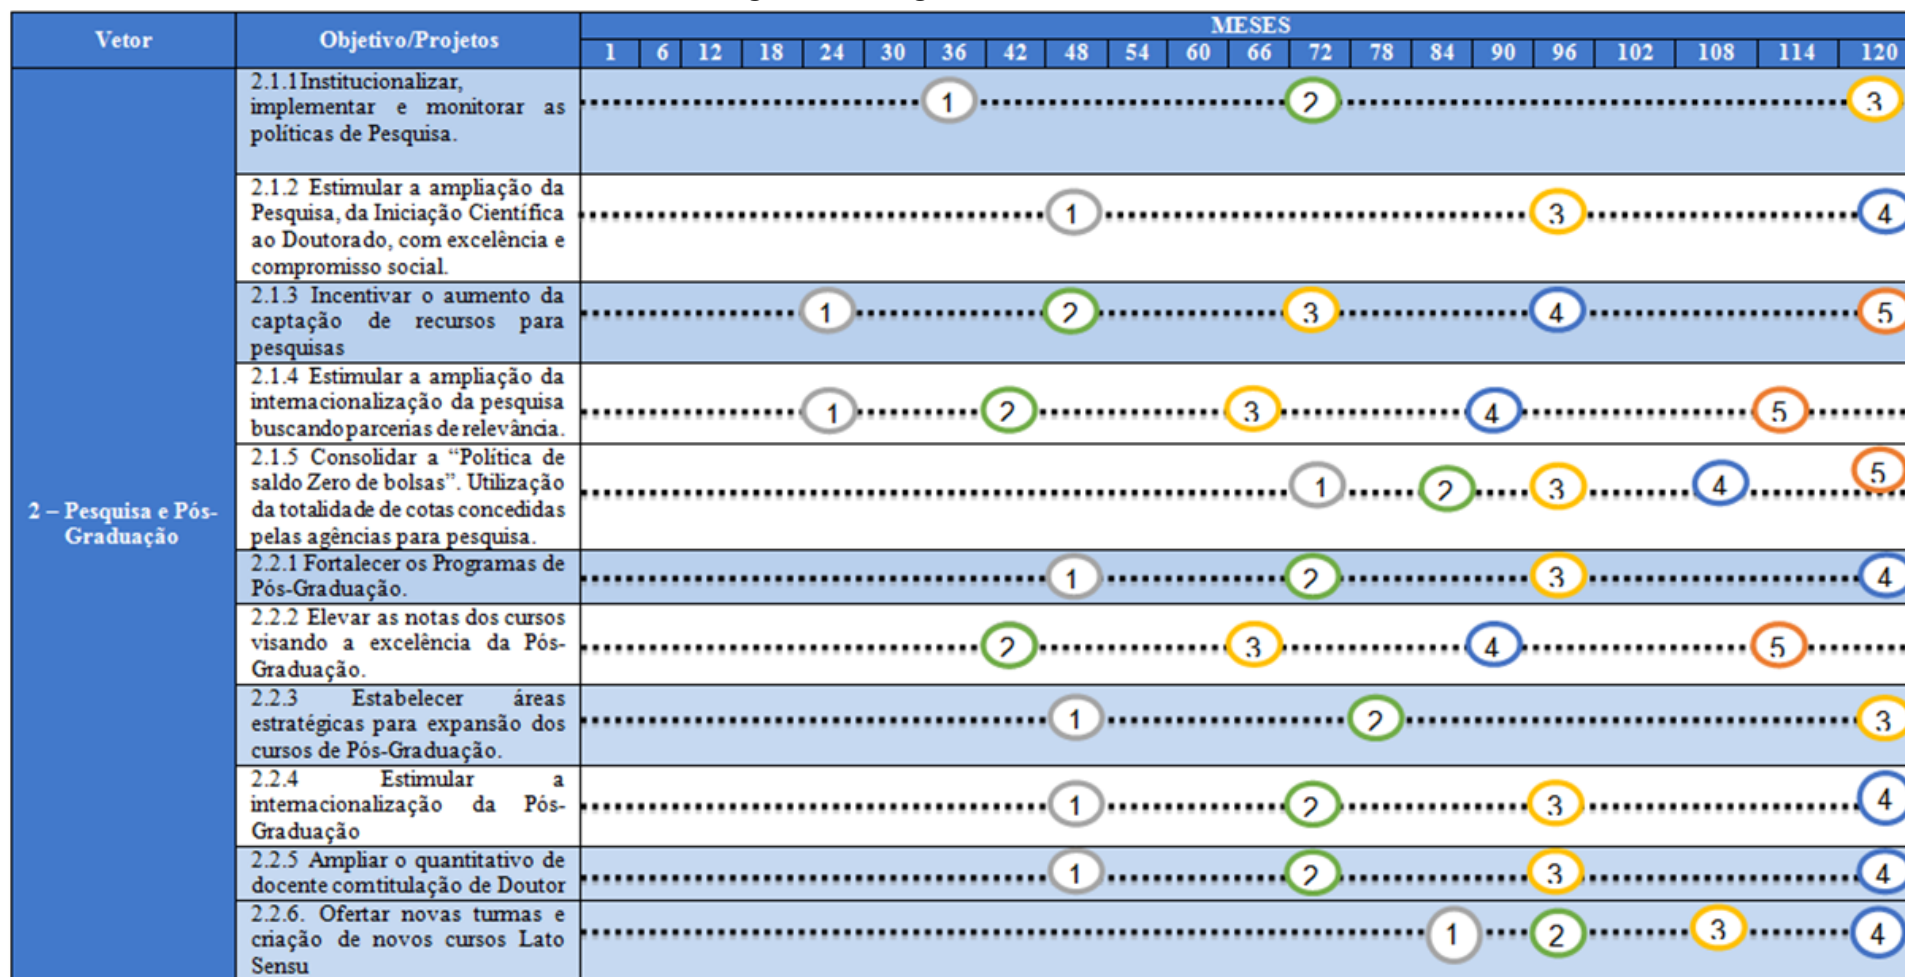 MESES
Vetor Objetivo/Projetos
1 6 12 18 24 30 36 42 48 54 60 66 72 78 84 90 96 102 108 114 120
2.1.1Institucionalizar,
implementar e monitorar as
políticas de Pesquisa.
1 2 3
2.1.2 Estimular a ampliação da
Pesquisa, da Iniciação Científica
ao Doutorado, com excelência e
compromisso social.
1 3 4
2.1.3 Incentivar o aumento da
captação de recursos para
pesquisas
1 2 3 4 5
2.1.4 Estimular a ampliação da
internacionalização da pesquisa
buscando parcerias de relevância.
1 2 3 4 5
2.1.5 Consolidar a “Política de
saldo Zero de bolsas”. Utilização
da totalidade de cotas concedidas
pelas agências para pesquisa.
1 2 3 4 5
2 – Pesquisa e Pós-
Graduação
2.2.1 Fortalecer os Programas de
Pós-Graduação.
1 2 3 4
2.2.2 Elevar as notas dos cursos
visando a excelência da Pós-
Graduação.
2 3 4 5
2.2.3 Estabelecer áreas
estratégicas para expansão dos
cursos de Pós-Graduação.
1 2 3
2.2.4 Estimular a
internacionalização da Pós-
Graduação
1 2 3 4
2.2.5 Ampliar o quantitativo de
docente comtitulação de Doutor
1 2 3 4
2.2.6. Ofertar novas turmas e
criação de novos cursos Lato
Sensu
1 2 3 4